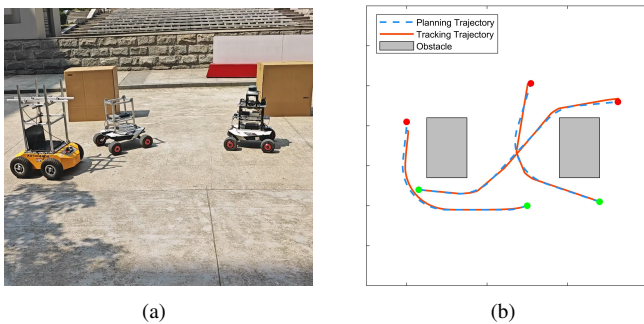 Planning Trajectory
Tracking Trajectory
Obstacle
(a)
(b)